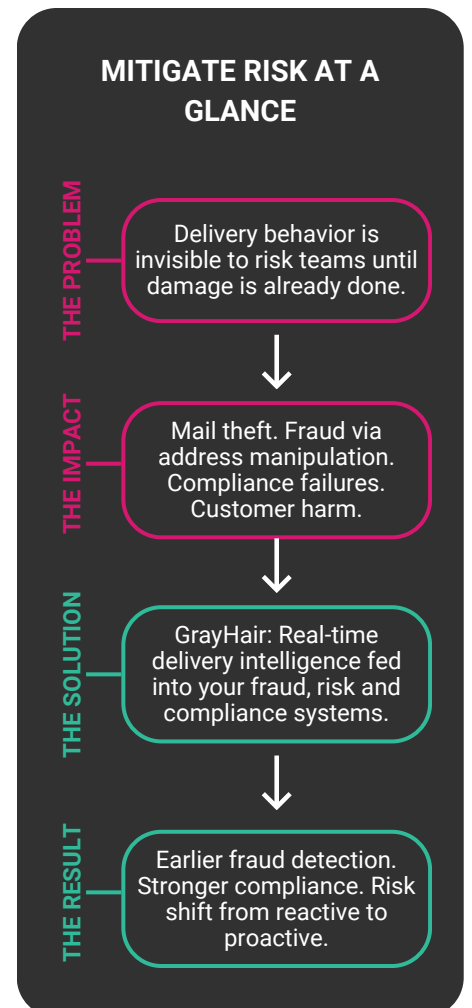 MITIGATE RISK AT A
GLANCE
THE PROBLEM
Delivery behavior is
invisible to risk teams until
damage is already done.
THE IMPACT
Mail theft. Fraud via
address manipulation.
Compliance failures.
Customer harm.
THE SOLUTION
GrayHair: Real-time
delivery intelligence fed
into your fraud, risk and
compliance systems.
THE RESULT
Earlier fraud detection.
Stronger compliance. Risk
shift from reactive to
proactive.